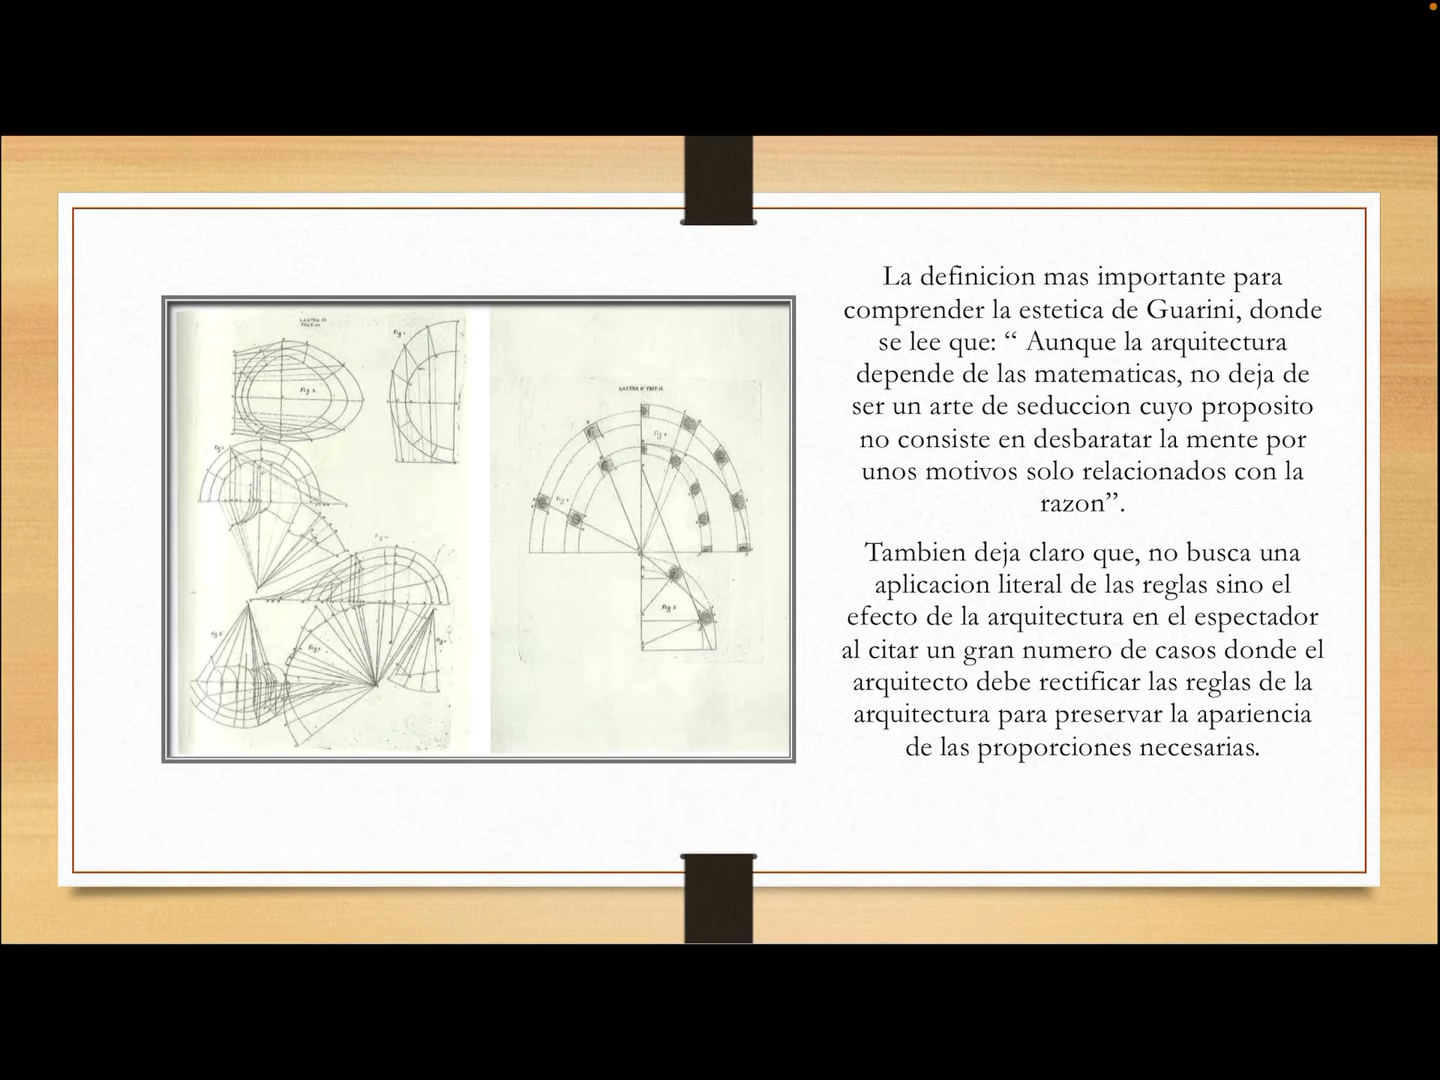 La definicion mas importante para
comprender la estetica de Guarini, donde
se lee que: “ Aunque la arquitectura
depende de las matematicas, no deja de
ser un arte de seduccion cuyo proposito
no consiste en desbaratar la mente por
unos motivos solo relacionados con la
razon”.
Tambien deja claro que, no busca una
aplicacion literal de las reglas sino el
efecto de la arquitectura en el espectador
al citar un gran numero de casos donde el
arquitecto debe rectificar las reglas de la
arquitectura para preservar la apariencia
de las proporciones necesarias.